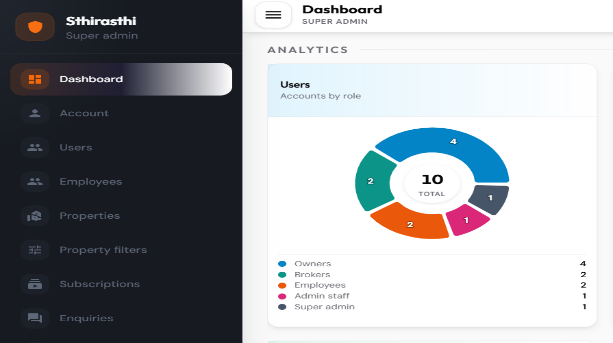 Sthirasthi
Super admin
Dashboard
Account
Users
Employees
Properties
Property filters
Subscriptions
Enquiries
Dashboard
SUPER ADMIN
ANALYTICS
Users
Accounts by role
4
2
10
TOTAL
1
2
1
Owners 4
Brokers 2
Employees 2
Admin staff 1
Super admin 1